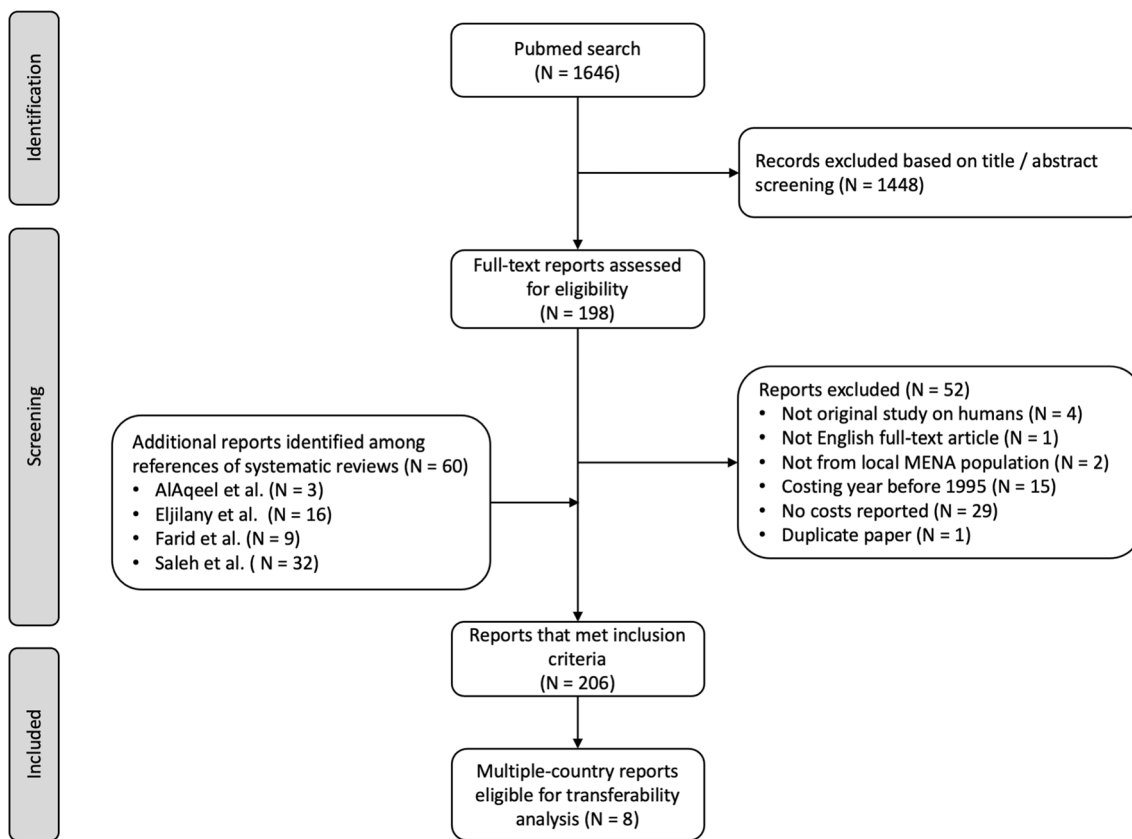 Identification
Pubmed search
(N = 1646)
Records excluded based on title / abstract
screening (N = 1448)
Screening
Full-text reports assessed
for eligibility
(N = 198)
Reports excluded (N = 52)
• Not original study on humans (N = 4)
• Not English full-text article (N = 1)
• Not from local MENA population (N = 2)
• Costing year before 1995 (N = 15)
• No costs reported (N = 29)
• Duplicate paper (N = 1)
Additional reports identified among
references of systematic reviews (N = 60)
• AlAqeel et al. (N = 3)
• Eljilany et al.  (N = 16)
• Farid et al. (N = 9)
• Saleh et al. ( N = 32)
Included
Reports that met inclusion
criteria
(N = 206)
Multiple-country reports
eligible for transferability
analysis (N = 8)